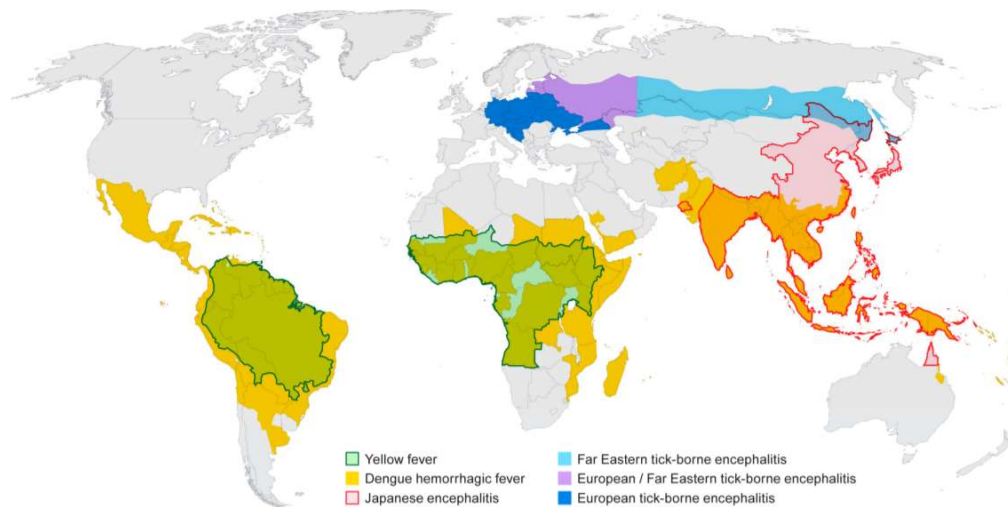 Yellow fever
Dengue hemorrhagic fever
Japanese encephalitis
Far Eastern tick-borne encephalitis
European / Far Eastern tick-borne encephalitis
European tick-borne encephalitis